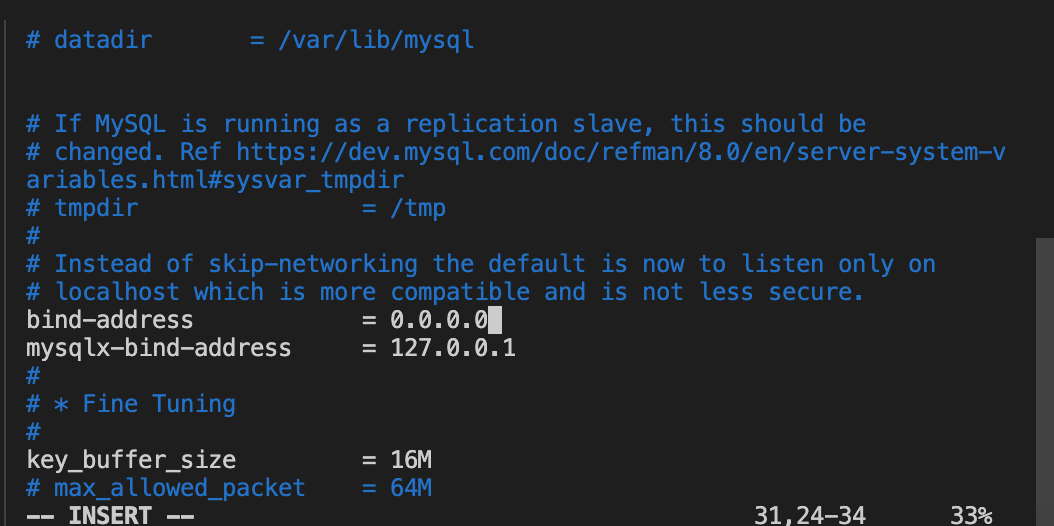 # datadir       = /var/lib/mysql
# If MySQL is running as a replication slave, this should be
# changed. Ref https://dev.mysql.com/doc/refman/8.0/en/server-system-v
ariables.html#sysvar_tmpdir
# tmpdir                = /tmp
#
# Instead of skip-networking the default is now to listen only on
# localhost which is more compatible and is not less secure.
bind-address            = 0.0.0.0
mysqlx-bind-address     = 127.0.0.1
#
# * Fine Tuning
#
key_buffer_size         = 16M
# max_allowed_packet    = 64M
-- INSERT --                                        31,24-34      33%